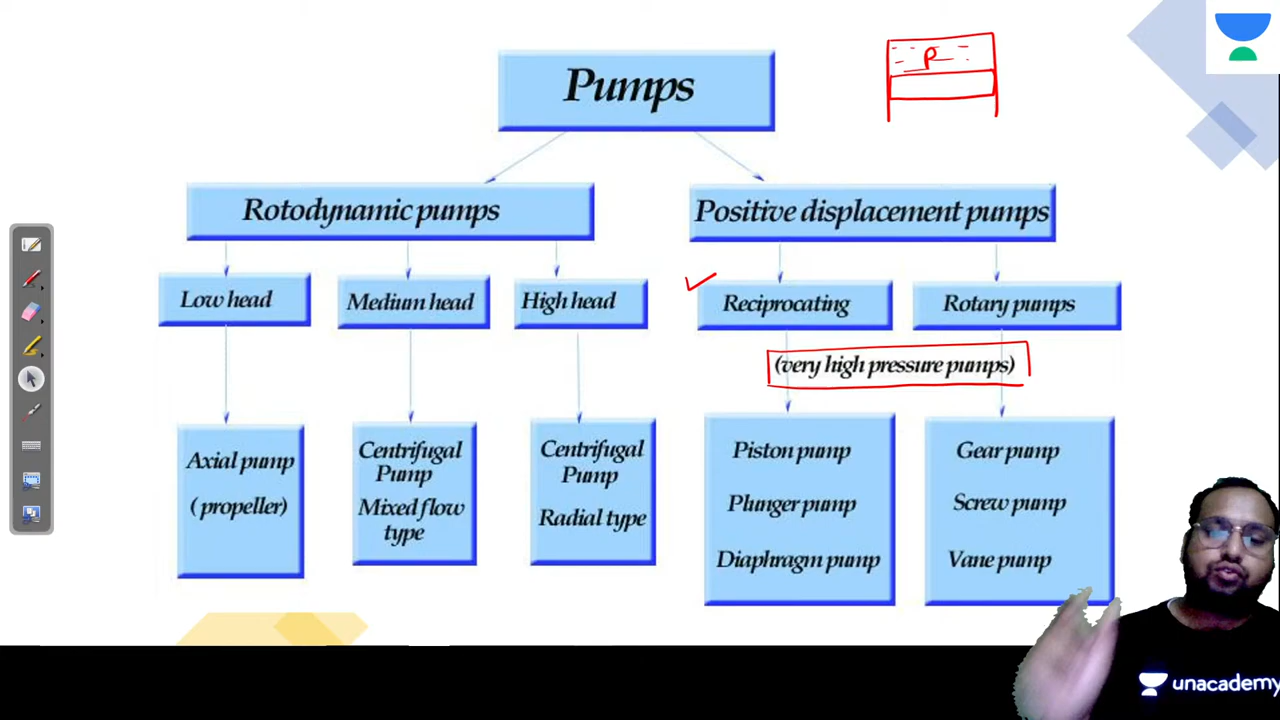 Pumps
P
Rotodynamic pumps
Positive displacement pumps
Low head
Medium head
High head
Reciprocating
Rotary pumps
(very high pressure pumps)
Axial pump
( propeller)
Centrifugal
Pump
Mixed flow
type
Centrifugal
Pump
Radial type
Piston pump
Plunger pump
Diaphragm pump
Gear pump
Screw pump
Vane pump
unacademy